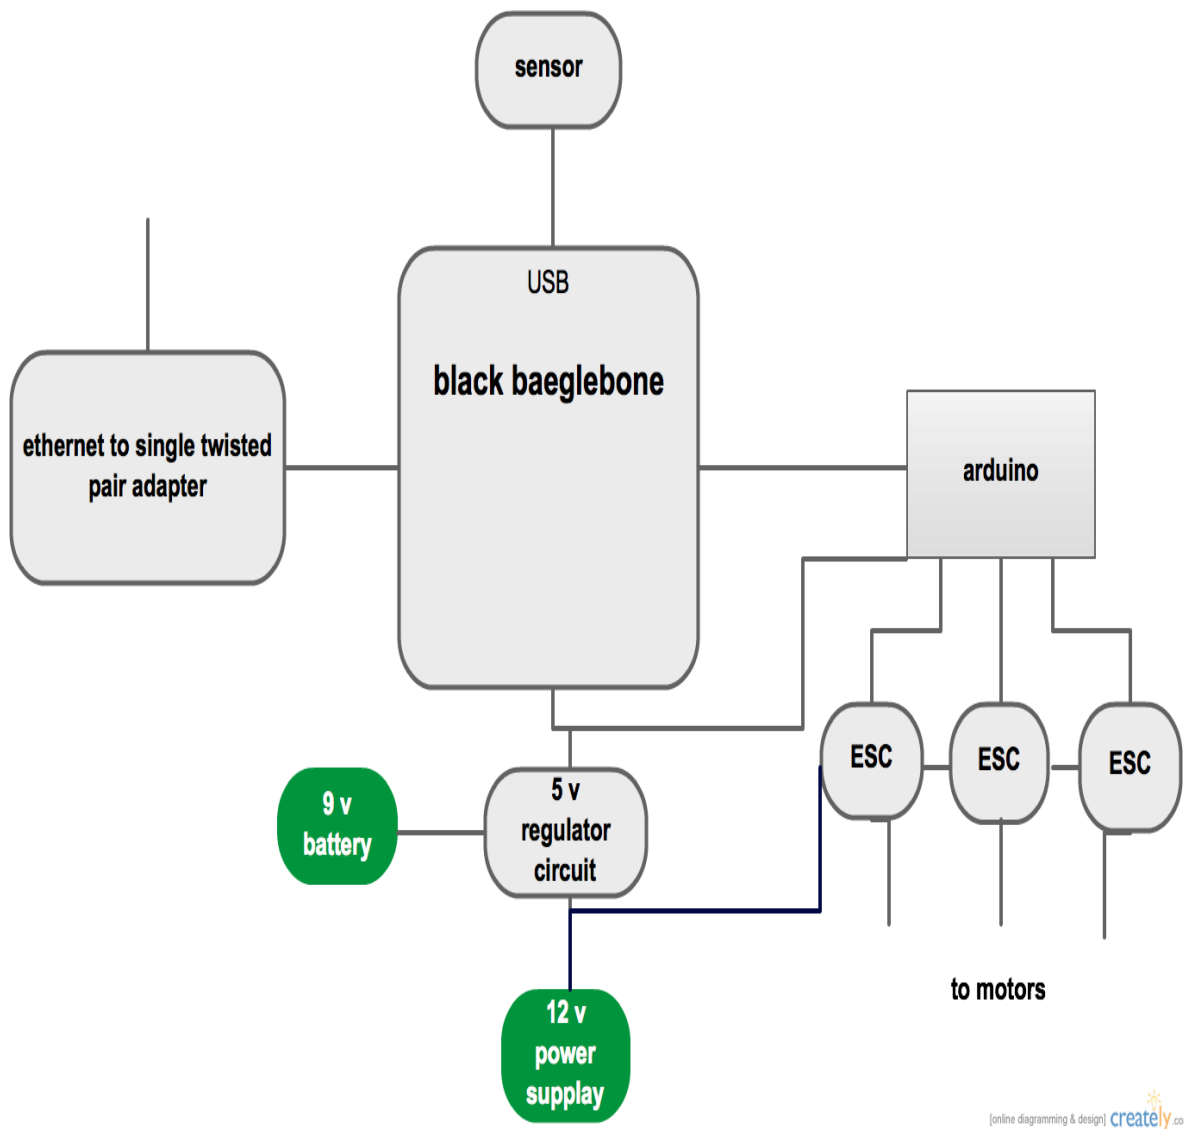 sensor
USB
black baeglebone
ethernet to single twisted
pair adapter
arduino
ESC
ESC
ESC
9 v
battery
5 v
regulator
circuit
to motors
12 v
power
supplay
[online diagramming & design] creately.co